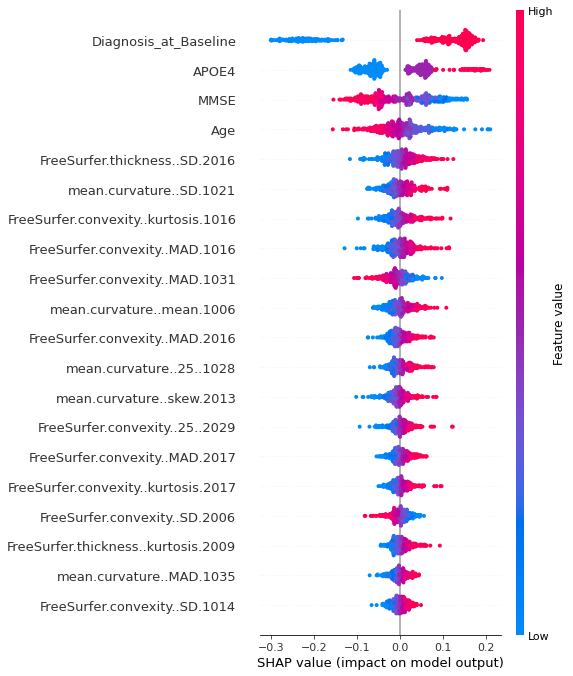 High
Diagnosis_at_Baseline
APOE4
MMSE
Age
FreeSurfer.thickness..SD.2016
mean.curvature..SD.1021
FreeSurfer.convexity..kurtosis.1016
FreeSurfer.convexity..MAD.1016
FreeSurfer.convexity..MAD.1031
mean.curvature..mean.1006
FreeSurfer.convexity..MAD.2016
mean.curvature..25..1028
mean.curvature..skew.2013
FreeSurfer.convexity..25..2029
FreeSurfer.convexity..MAD.2017
FreeSurfer.convexity..kurtosis.2017
FreeSurfer.convexity..SD.2006
FreeSurfer.thickness..kurtosis.2009
mean.curvature..MAD.1035
FreeSurfer.convexity..SD.1014
Low
Feature value
−0.3 −0.2 −0.1 0.0 0.1 0.2
SHAP value (impact on model output)